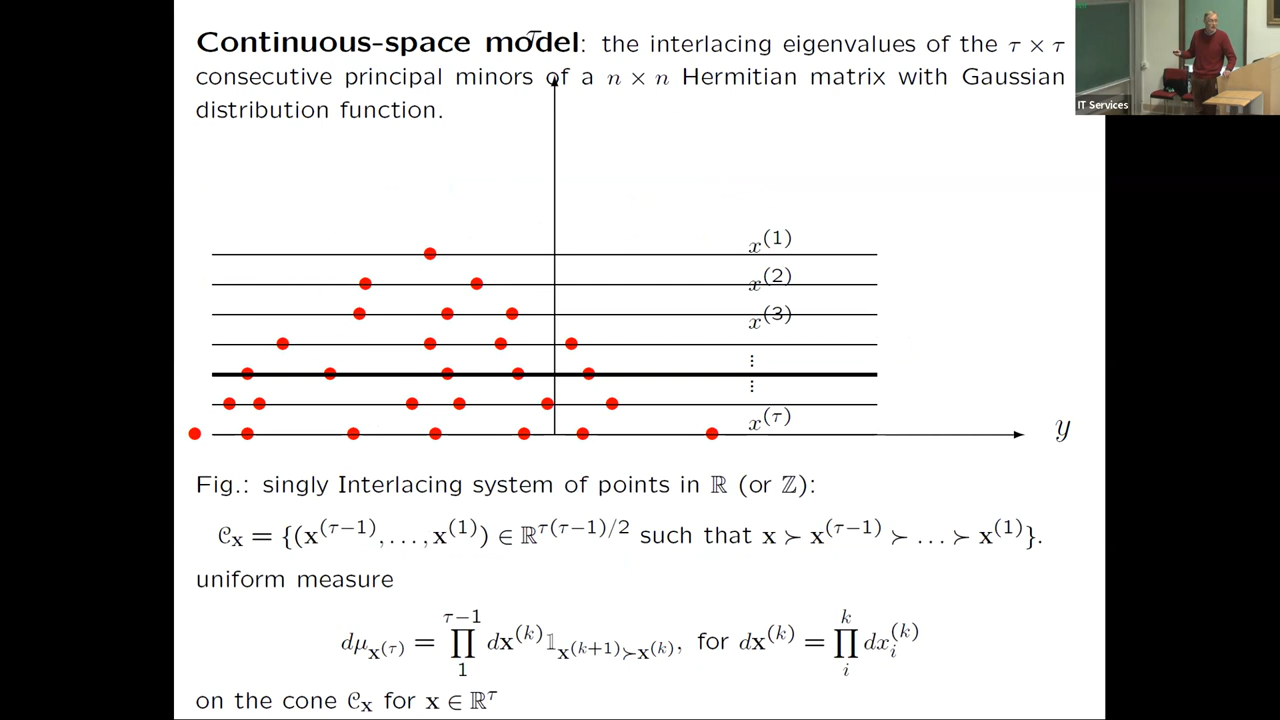 Continuous-space model: the interlacing eigenvalues of the τ × τ
consecutive principal minors of a n × n Hermitian matrix with Gaussian
distribution function.
τ
IT Services
x^(1)
x^(2)
x^(3)
⋮
⋮
x^(τ)
y
Fig.: singly Interlacing system of points in ℝ (or ℤ):
𝒞_x = {(x^(τ−1), ..., x^(1)) ∈ ℝ^τ(τ−1)/2 such that x ≻ x^(τ−1) ≻ ... ≻ x^(1)}.
uniform measure
dμ_x^(τ) = ∏_1^τ−1 dx^(k) 𝟙_x^(k+1)≻x^(k), for dx^(k) = ∏_i^k dx_i^(k)
on the cone 𝒞_x for x ∈ ℝ^τ